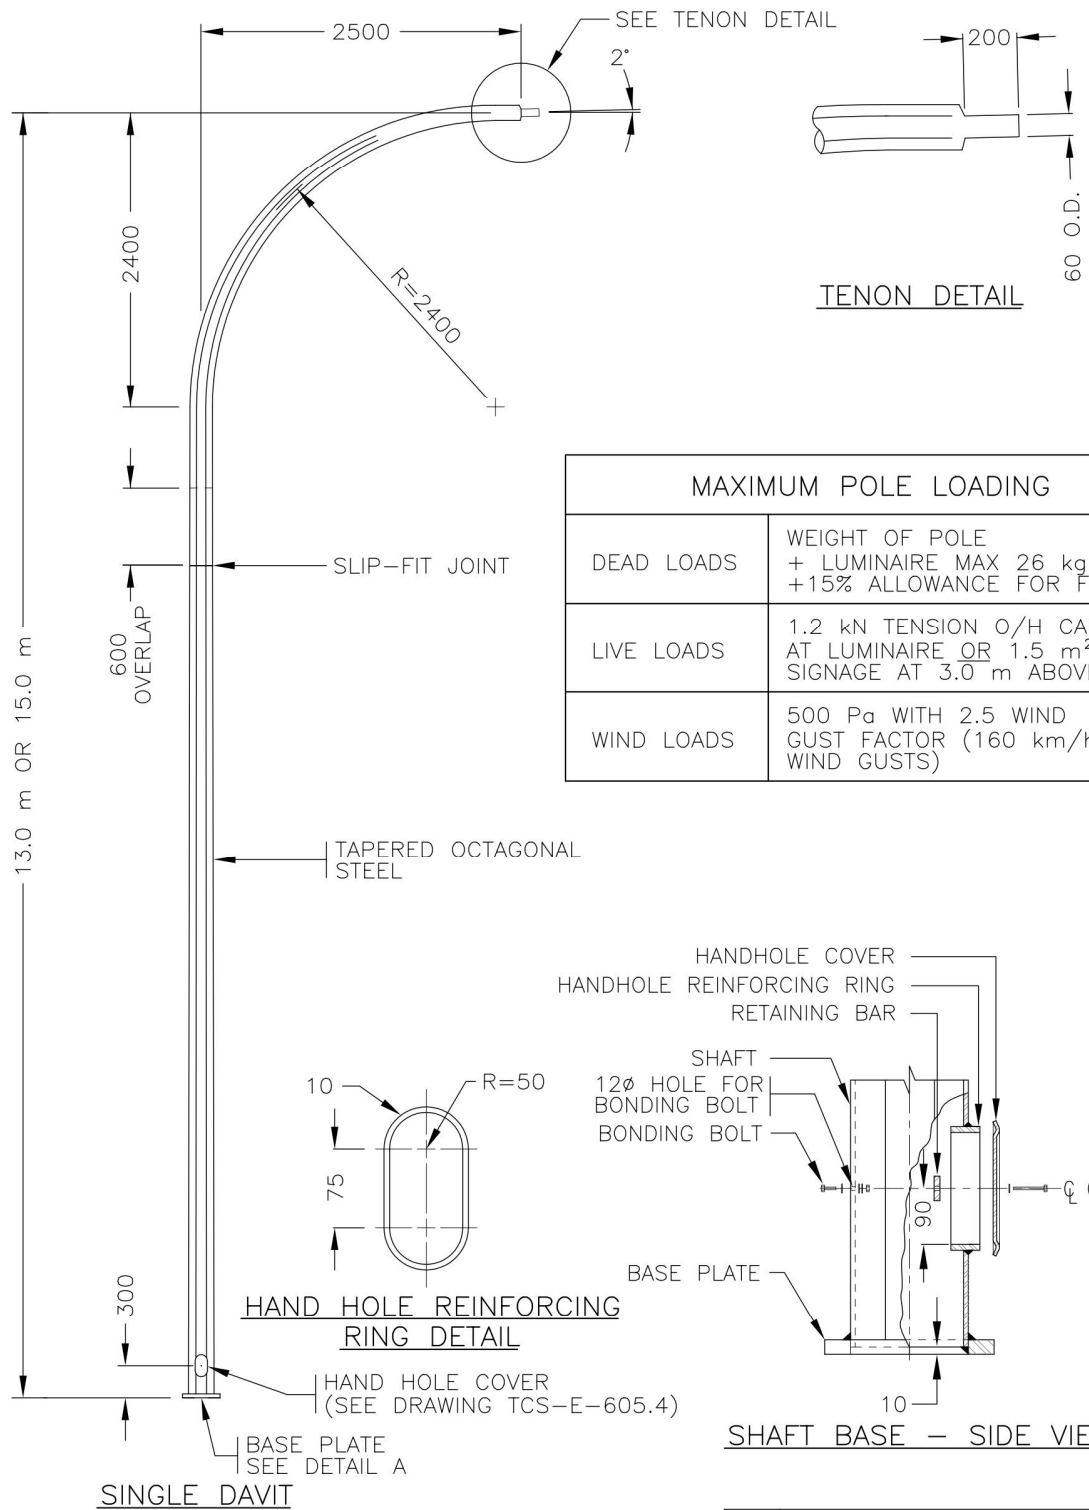 2500
SEE TENON DETAIL
2°
200
2400
R=2400
60 O.D.
TENON DETAIL
MAXIMUM POLE LOADING
DEAD LOADS
WEIGHT OF POLE
+ LUMINAIRE MAX 26 kg
+15% ALLOWANCE FOR
LIVE LOADS
1.2 kN TENSION O/H
AT LUMINAIRE OR 1.5 m²
SIGNAGE AT 3.0 m
WIND LOADS
500 Pa WITH 2.5 WIND
GUST FACTOR (160 km/h
WIND GUSTS)
SLIP-FIT JOINT
600
OVERLAP
13.0 m OR 15.0 m
TAPERED OCTAGONAL
STEEL
HANDHOLE COVER
HANDHOLE REINFORCING RING
RETAINING BAR
SHAFT
12ø HOLE FOR
BONDING BOLT
BONDING BOLT
90
℄
BASE PLATE
10
SHAFT BASE - SIDE
10
R=50
75
HAND HOLE REINFORCING
RING DETAIL
300
HAND HOLE COVER
(SEE DRAWING TCS-E-605.4)
BASE PLATE
SEE DETAIL A
SINGLE DAVIT